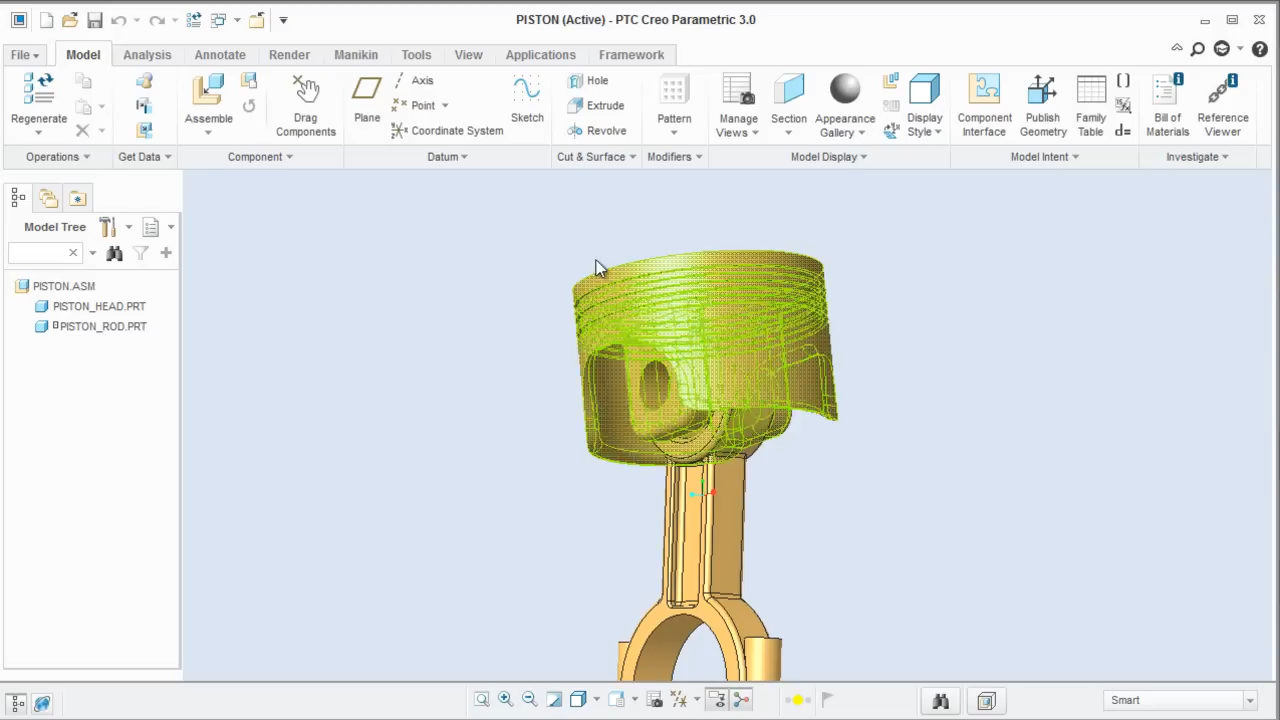 PISTON (Active) - PTC Creo Parametric 3.0
File Model Analysis Annotate Render Manikin Tools View Applications Framework
Regenerate
Assemble
Drag
Components
Plane
Axis
Point
Coordinate System
Sketch
Hole
Extrude
Revolve
Pattern
Manage
Views
Section
Appearance
Gallery
Display
Style
Component
Interface
Publish
Geometry
Family
Table
d=
Bill of
Materials
Reference
Viewer
Operations Get Data Component Datum Cut & Surface Modifiers Model Display Model Intent Investigate
Model Tree
PISTON.ASM
PISTON_HEAD.PRT
PISTON_ROD.PRT
Smart